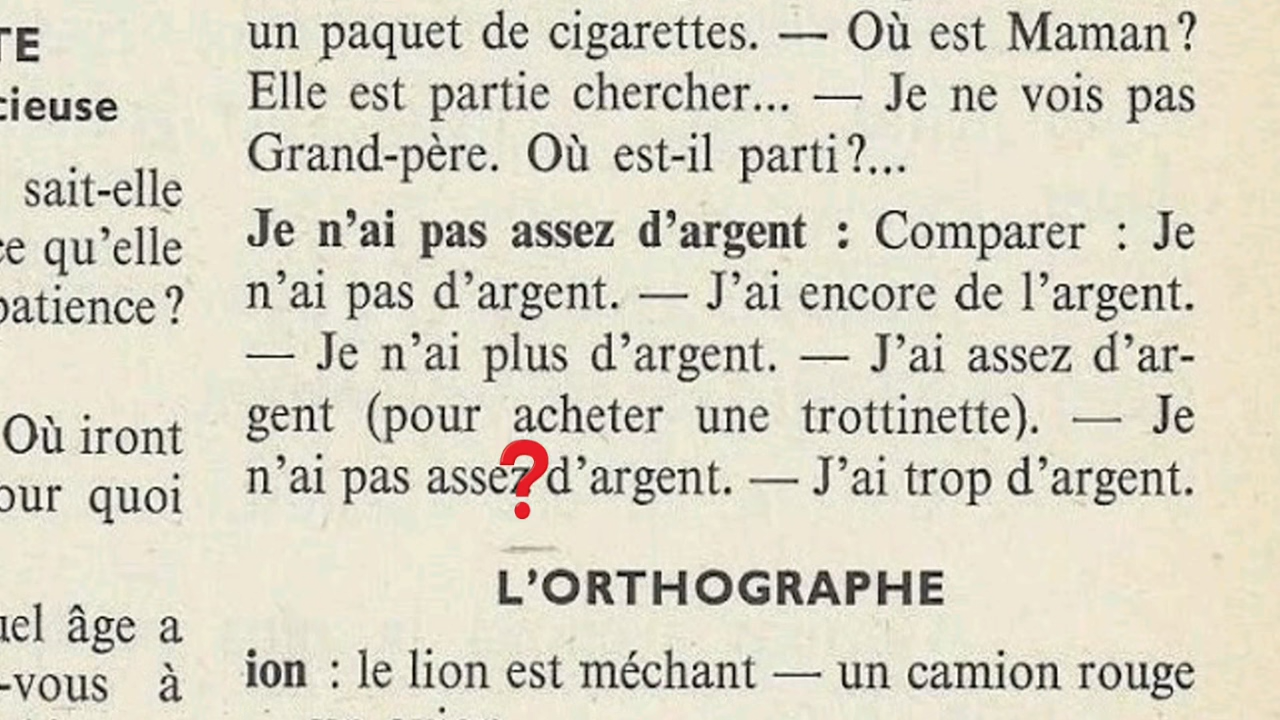 TE
cieuse
sait-elle
ce qu'elle
patience ?
Où iront
our quoi
uel âge a
-vous à
un paquet de cigarettes. — Où est Maman ?
Elle est partie chercher... — Je ne vois pas
Grand-père. Où est-il parti ?...
Je n'ai pas assez d'argent : Comparer : Je
n'ai pas d'argent. — J'ai encore de l'argent.
— Je n'ai plus d'argent. — J'ai assez d'ar-
gent (pour acheter une trottinette). — Je
n'ai pas assez d'argent. — J'ai trop d'argent.
?
L'ORTHOGRAPHE
ion : le lion est méchant — un camion rouge